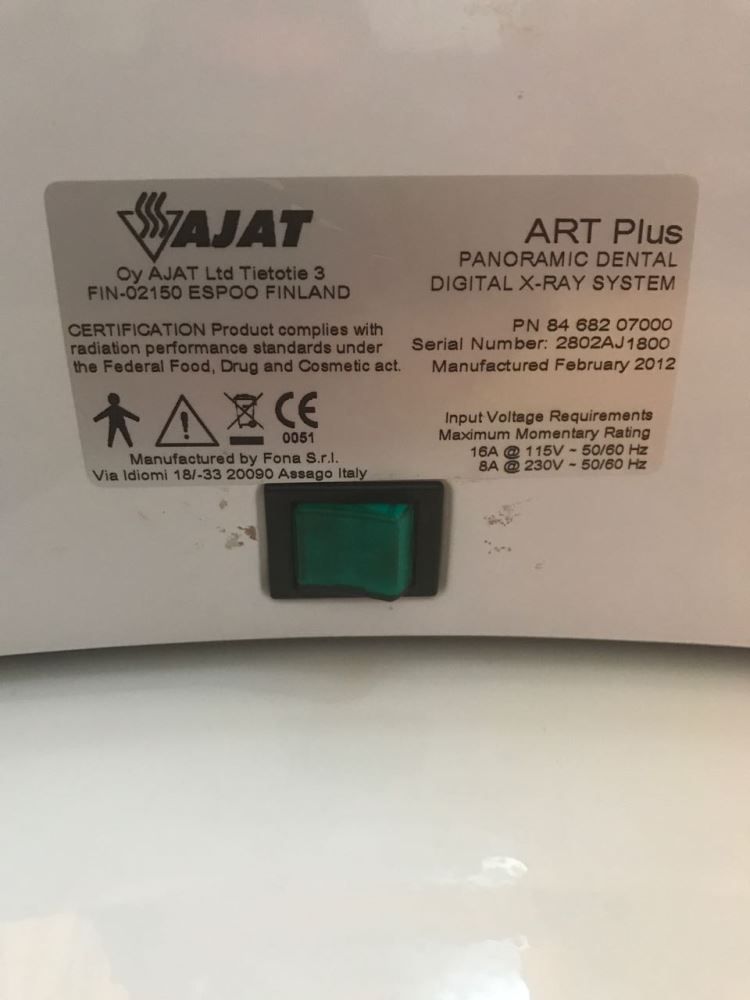 AJAT
Oy AJAT Ltd Tietotie 3
FIN-02150 ESPOO FINLAND
CERTIFICATION Product complies with
radiation performance standards under
the Federal Food, Drug and Cosmetic act.
CE
0051
Manufactured by Fona S.r.l.
Via Idiomi 18/-33 20090 Assago Italy
ART Plus
PANORAMIC DENTAL
DIGITAL X-RAY SYSTEM
PN 84 682 07000
Serial Number: 2802AJ1800
Manufactured February 2012
Input Voltage Requirements
Maximum Momentary Rating
16A @ 115V ~ 50/60 Hz
8A @ 230V ~ 50/60 Hz